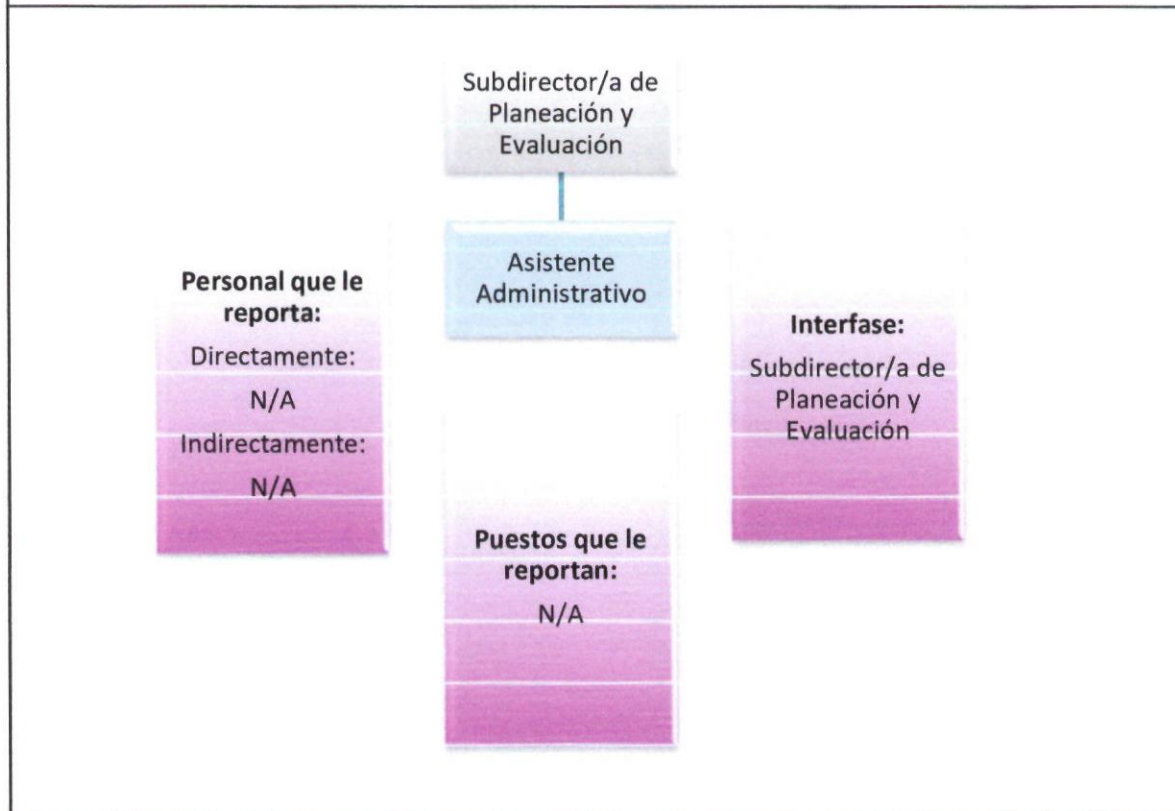 Subdirector/a de
Planeación y
Evaluación
Asistente
Administrativo
Personal que le
reporta:
Directamente:
N/A
Indirectamente:
N/A
Interfase:
Subdirector/a de
Planeación y
Evaluación
Puestos que le
reportan:
N/A